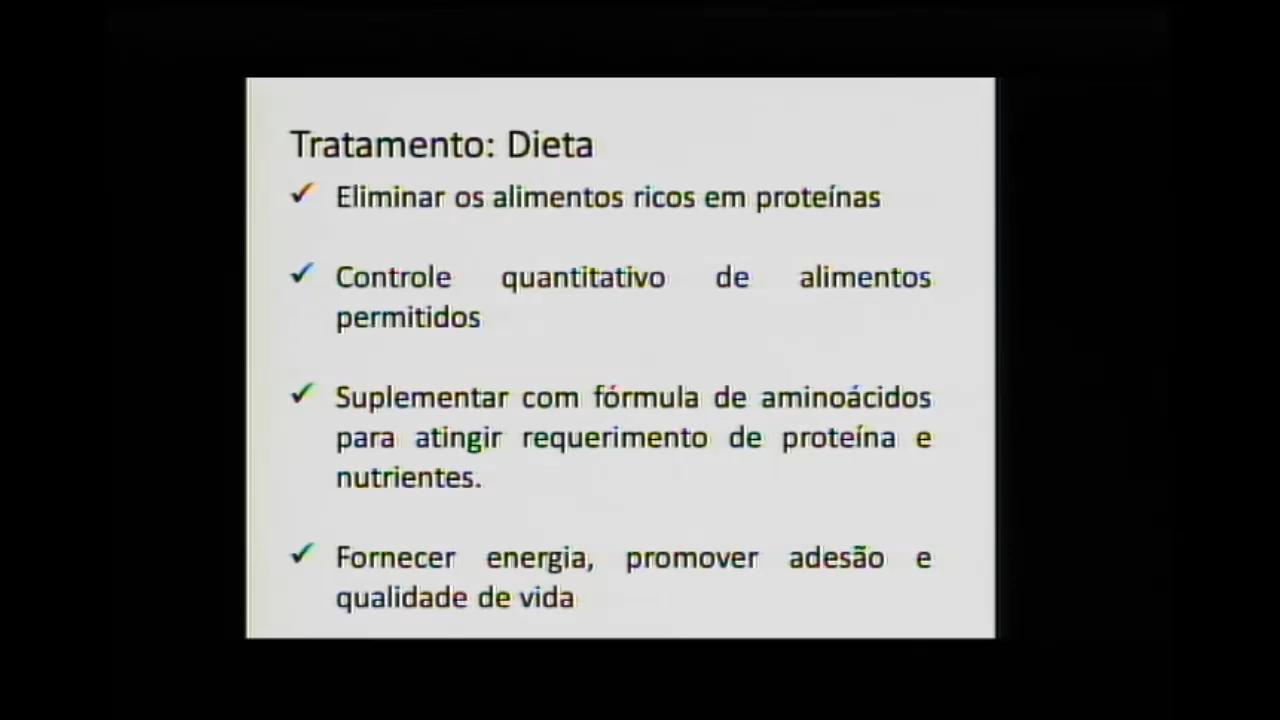 Tratamento: Dieta
✓ Eliminar os alimentos ricos em proteínas
✓ Controle quantitativo de alimentos
permitidos
✓ Suplementar com fórmula de aminoácidos
para atingir requerimento de proteína e
nutrientes.
✓ Fornecer energia, promover adesão e
qualidade de vida